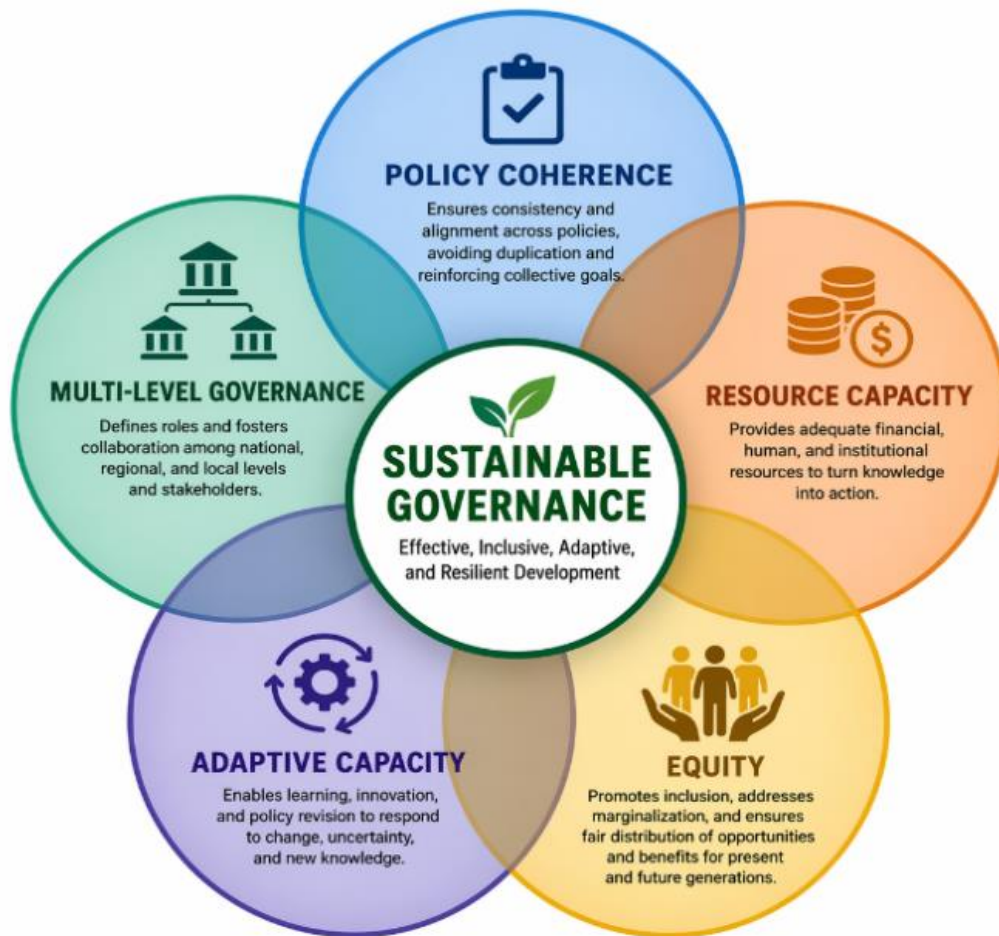 POLICY COHERENCE
Ensures consistency and
alignment across policies,
avoiding duplication and
reinforcing collective goals.
MULTI-LEVEL GOVERNANCE
Defines roles and fosters
collaboration among national,
regional, and local levels
and stakeholders.
$
RESOURCE CAPACITY
Provides adequate financial,
human, and institutional
resources to turn knowledge
into action.
SUSTAINABLE
GOVERNANCE
Effective, Inclusive, Adaptive,
and Resilient Development
ADAPTIVE CAPACITY
Enables learning, innovation,
and policy revision to respond
to change, uncertainty,
and new knowledge.
EQUITY
Promotes inclusion, addresses
marginalization, and ensures
fair distribution of opportunities
and benefits for present
and future generations.